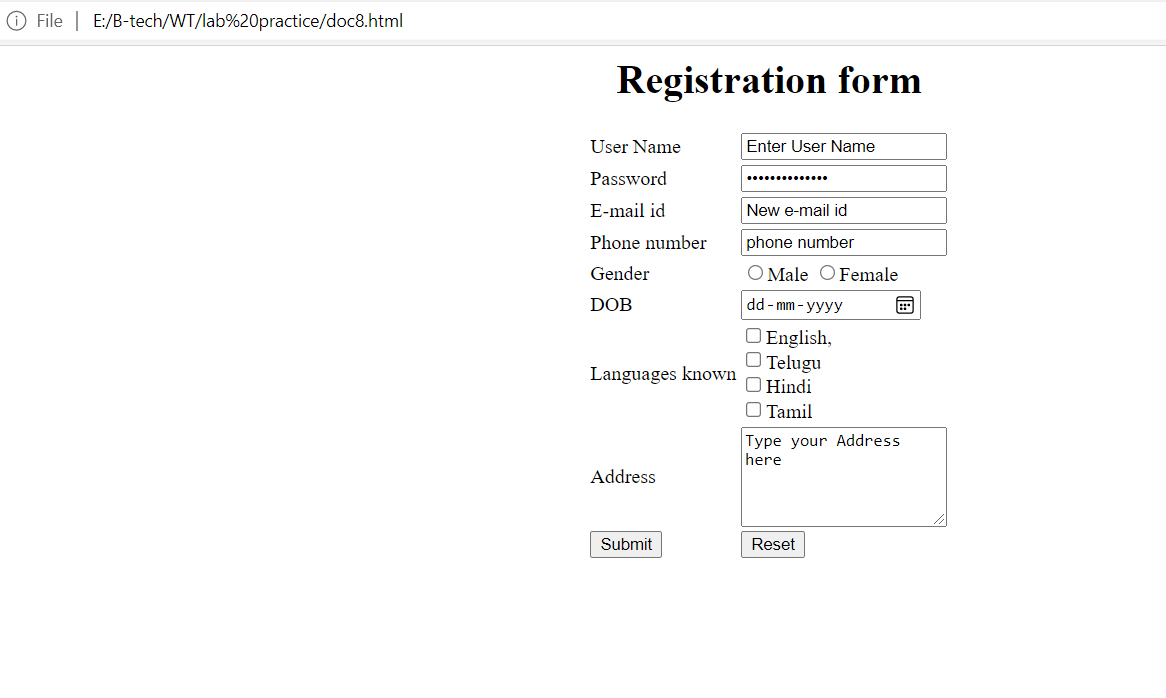 File | E:/B-tech/WT/lab%20practice/doc8.html
Registration form
User Name Enter User Name
Password ••••••••••••••
E-mail id New e-mail id
Phone number phone number
Gender Male Female
DOB dd-mm-yyyy
Languages known
English,
Telugu
Hindi
Tamil
Address
Type your Address
here
Submit Reset